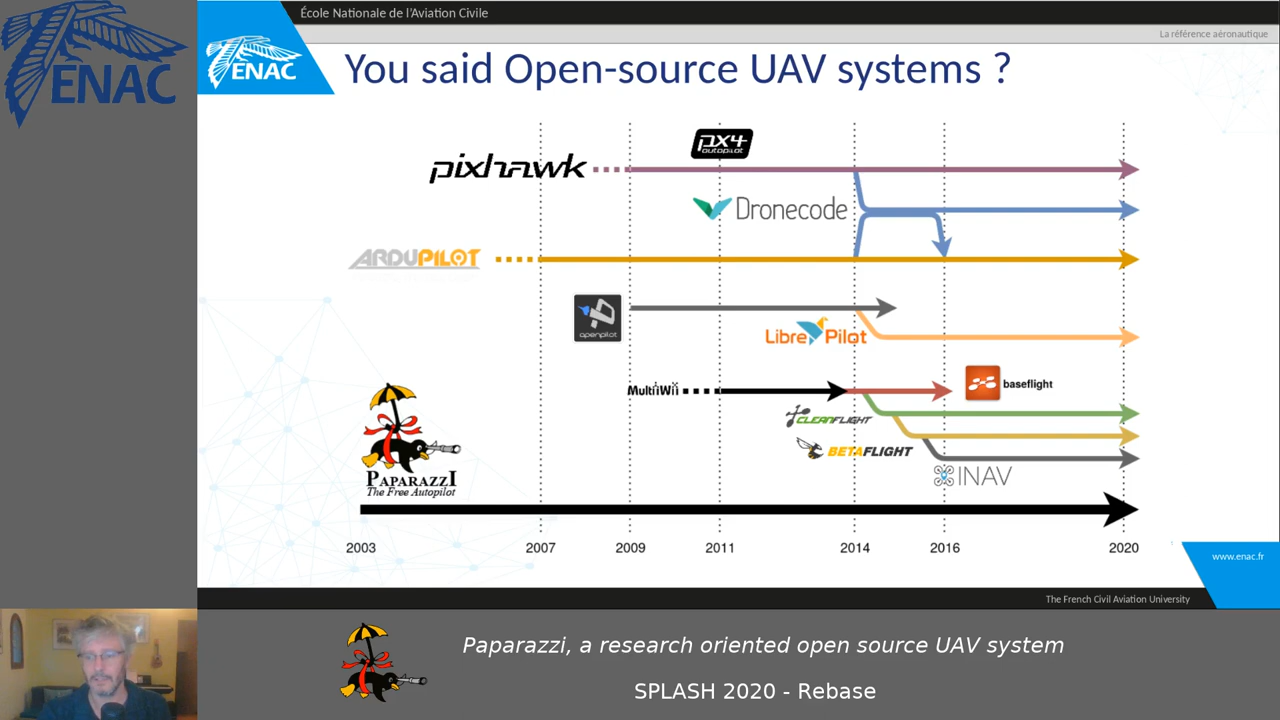 ENAC
École Nationale de l'Aviation Civile
La référence aéronautique
ENAC
You said Open-source UAV systems ?
px4
autopilot
pixhawk
Dronecode
ARDUPILOT
openpilot
Libre Pilot
MultiWii
baseflight
CLEANFLIGHT
BETAFLIGHT
INAV
PAPARAZZI
The Free Autopilot
2003 2007 2009 2011 2014 2016 2020
www.enac.fr
The French Civil Aviation University
Paparazzi, a research oriented open source UAV system
SPLASH 2020 - Rebase